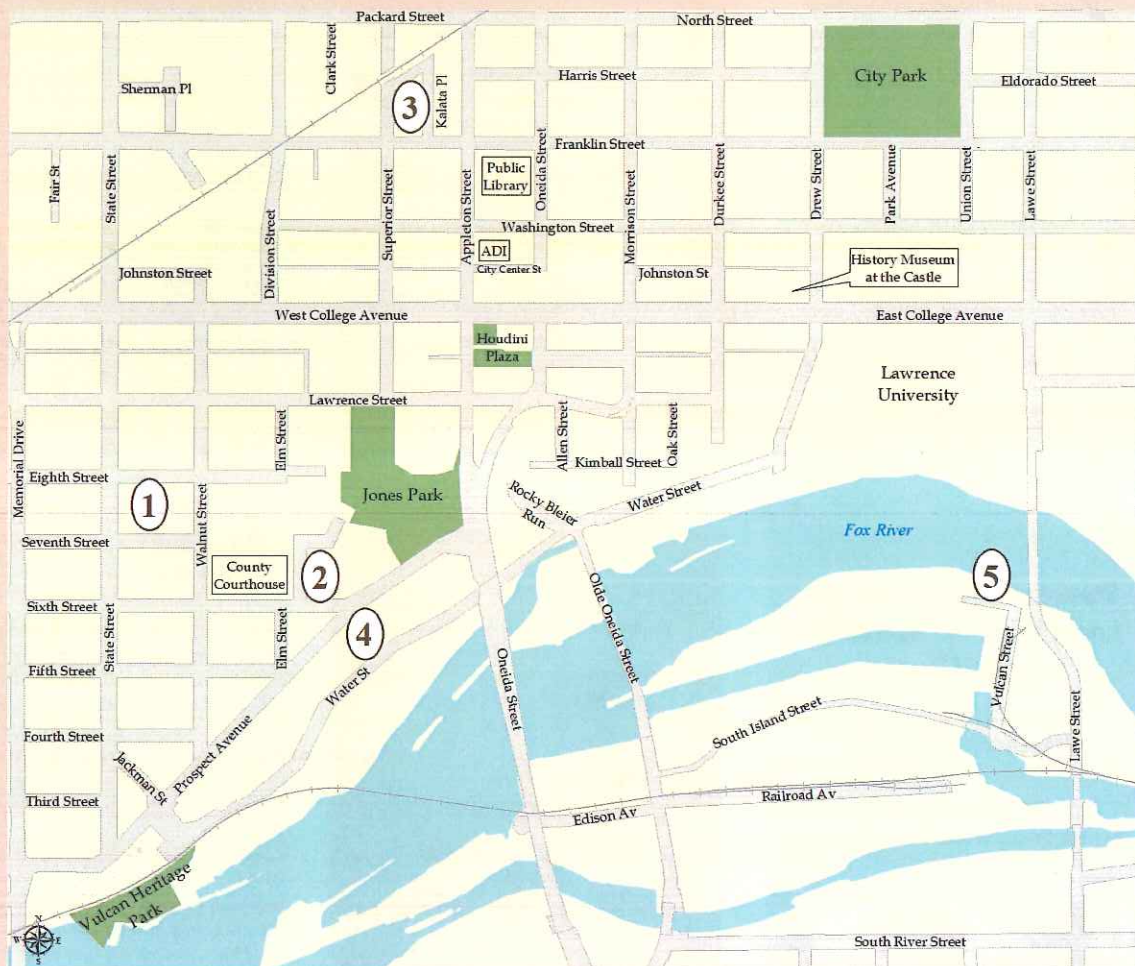 Packard Street
North Street
Clark Street
Harris Street
City Park
Eldorado Street
Sherman Pl
3
Kalata Pl
Franklin Street
Fair St
State Street
Public
Library
Oneida Street
Durkee Street
Drew Street
Park Avenue
Union Street
Lawe Street
Division Street
Superior Street
Appleton Street
Washington Street
Morrison Street
ADI
City Center St
Johnston Street
Johnston St
History Museum
at the Castle
West College Avenue
East College Avenue
Houdini
Plaza
Lawrence
University
Lawrence Street
Memorial Drive
Elm Street
Allen Street
Oak Street
Kimball Street
Eighth Street
1
Walnut Street
Jones Park
Rocky Bleier
Run
Water Street
Fox River
Seventh Street
County
Courthouse
2
5
Sixth Street
State Street
Elm Street
4
Olde Oneida Street
Vulcan Street
Fifth Street
Water St
Oneida Street
South Island Street
Lawe Street
Fourth Street
Jackman St
Prospect Avenue
Third Street
Edison Av
Railroad Av
Vulcan Heritage
Park
N
W
E
S
South River Street